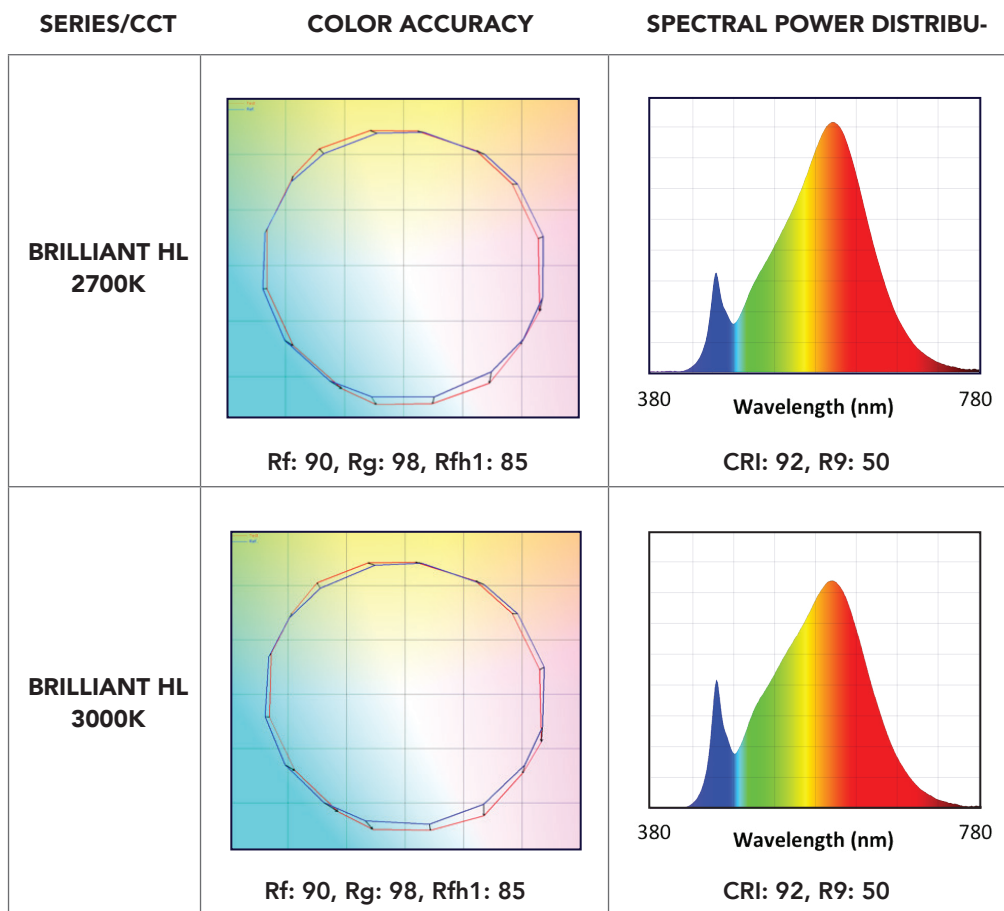 SERIES/CCT
COLOR ACCURACY
SPECTRAL POWER DISTRIBU-
BRILLIANT HL
2700K
Rf: 90, Rg: 98, Rfh1: 85
380
Wavelength (nm)
780
CRI: 92, R9: 50
BRILLIANT HL
3000K
Rf: 90, Rg: 98, Rfh1: 85
380
Wavelength (nm)
780
CRI: 92, R9: 50